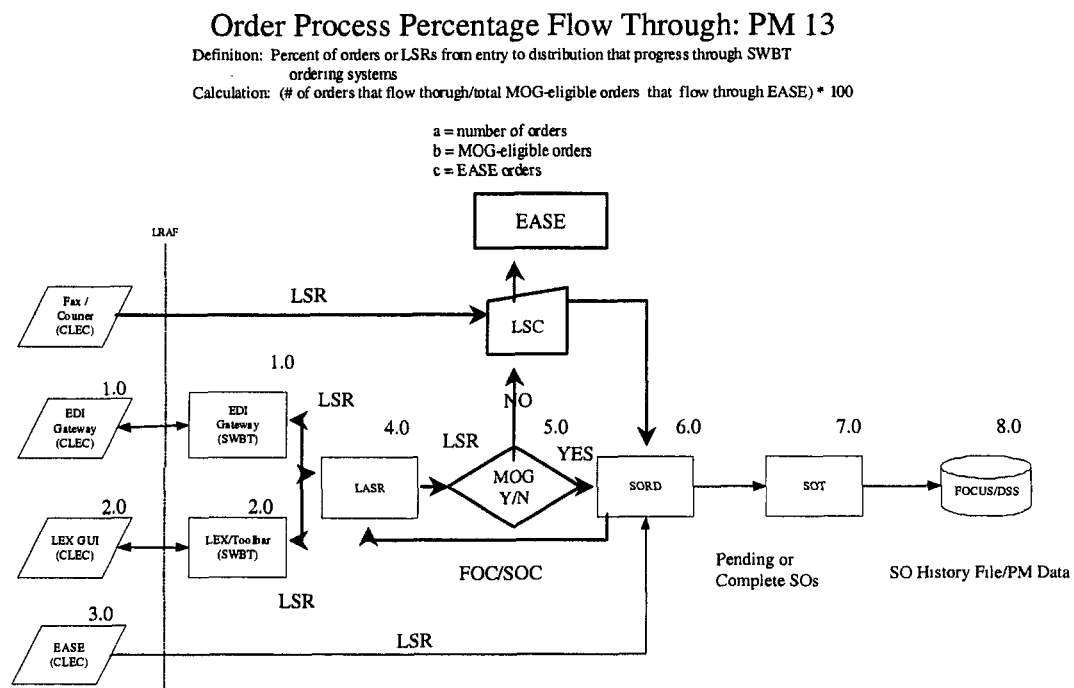 Order Process Percentage Flow Through: PM 13
Definition: Percent of orders or LSRs from entry to distribution that progress through SWBT
ordering systems
Calculation: (# of orders that flow thorugh/total MOG-eligible orders that flow through EASE) * 100
a = number of orders
b = MOG-eligible orders
c = EASE orders
EASE
LRAF
Fax /
Courier
(CLEC)
LSR
LSC
1.0
1.0
EDI
Gateway
(CLEC)
EDI
Gateway
(SWBT)
LSR
NO
4.0
LSR
5.0
YES
6.0
7.0
8.0
LASR
MOG
Y/N
SORD
SOT
FOCUS/DSS
2.0
2.0
LEX GUI
(CLEC)
LEX/Toolbar
(SWBT)
LSR
FOC/SOC
Pending or
Complete SOs
SO History File/PM Data
3.0
EASE
(CLEC)
LSR